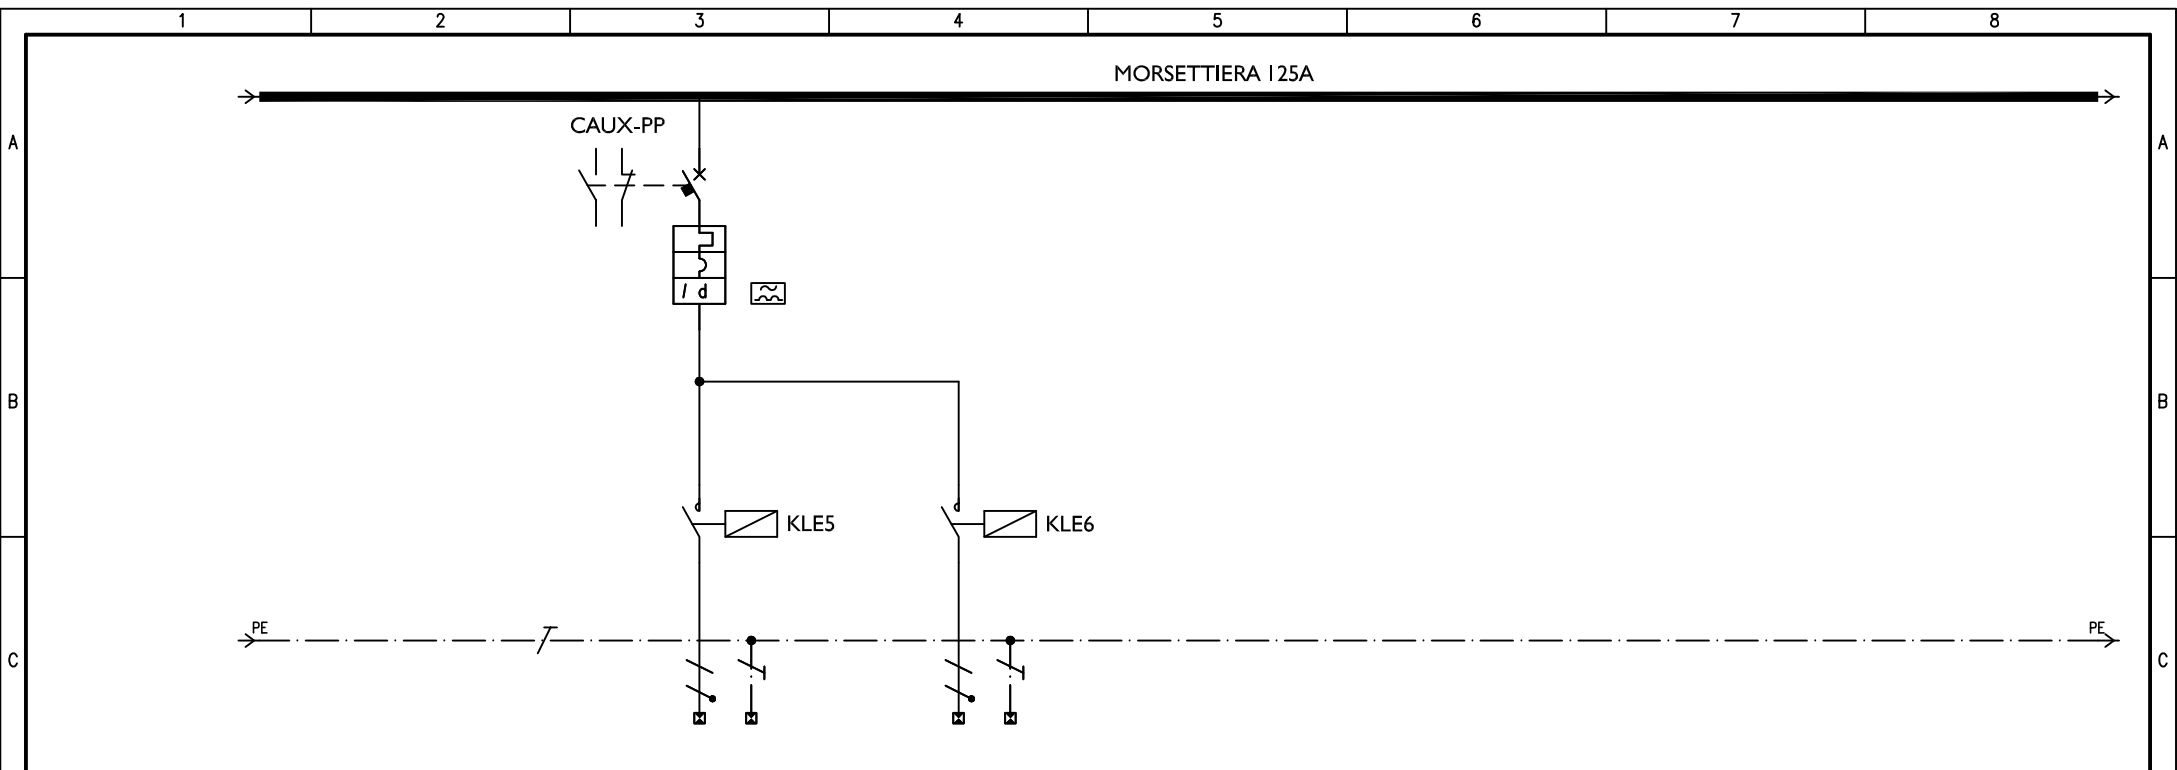 1 2 3 4 5 6 7 8
MORSETTIERA 125A
CAUX-PP
A A
I d
B B
KLE5 KLE6
PE PE
C C